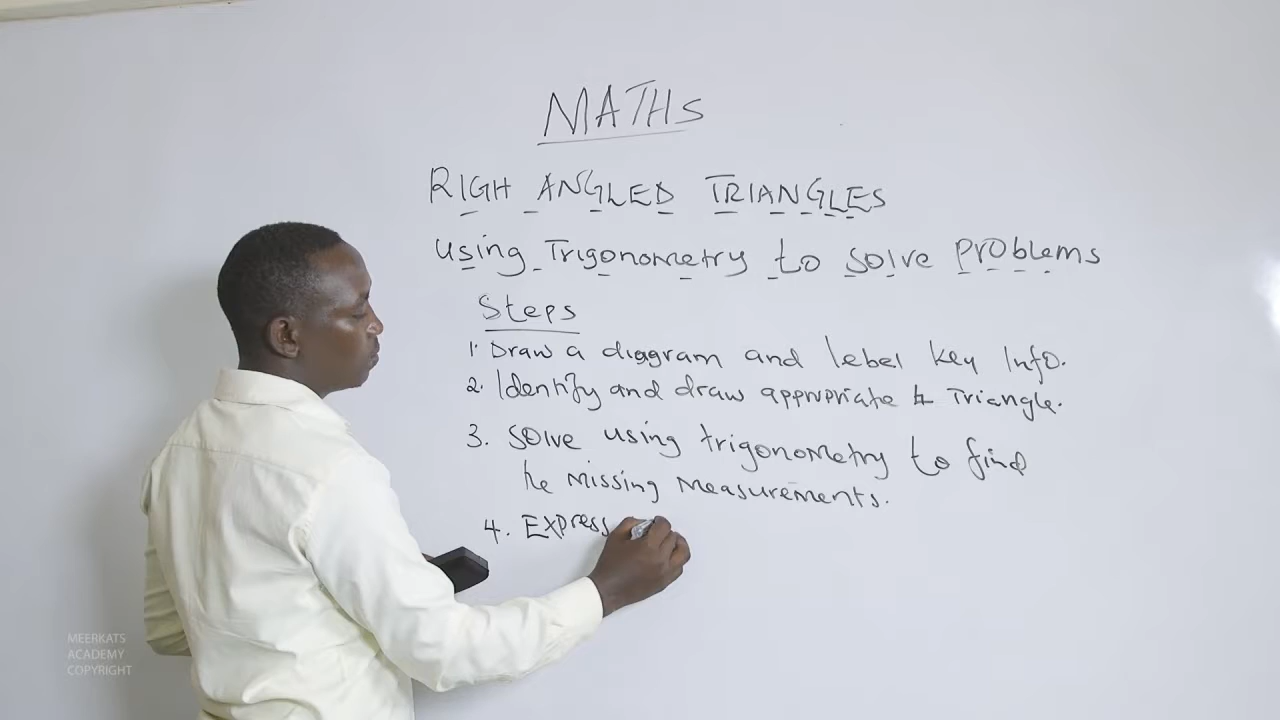 MATHS
RIGH ANGLED TRIANGLES
Using Trigonometry to solve problems
Steps
1. Draw a diagram and lebel key Info.
2. Identify and draw appropriate Triangle.
3. Solve using trigonometry to find
he missing measurements.
4. Express
MEERKATS
ACADEMY
COPYRIGHT